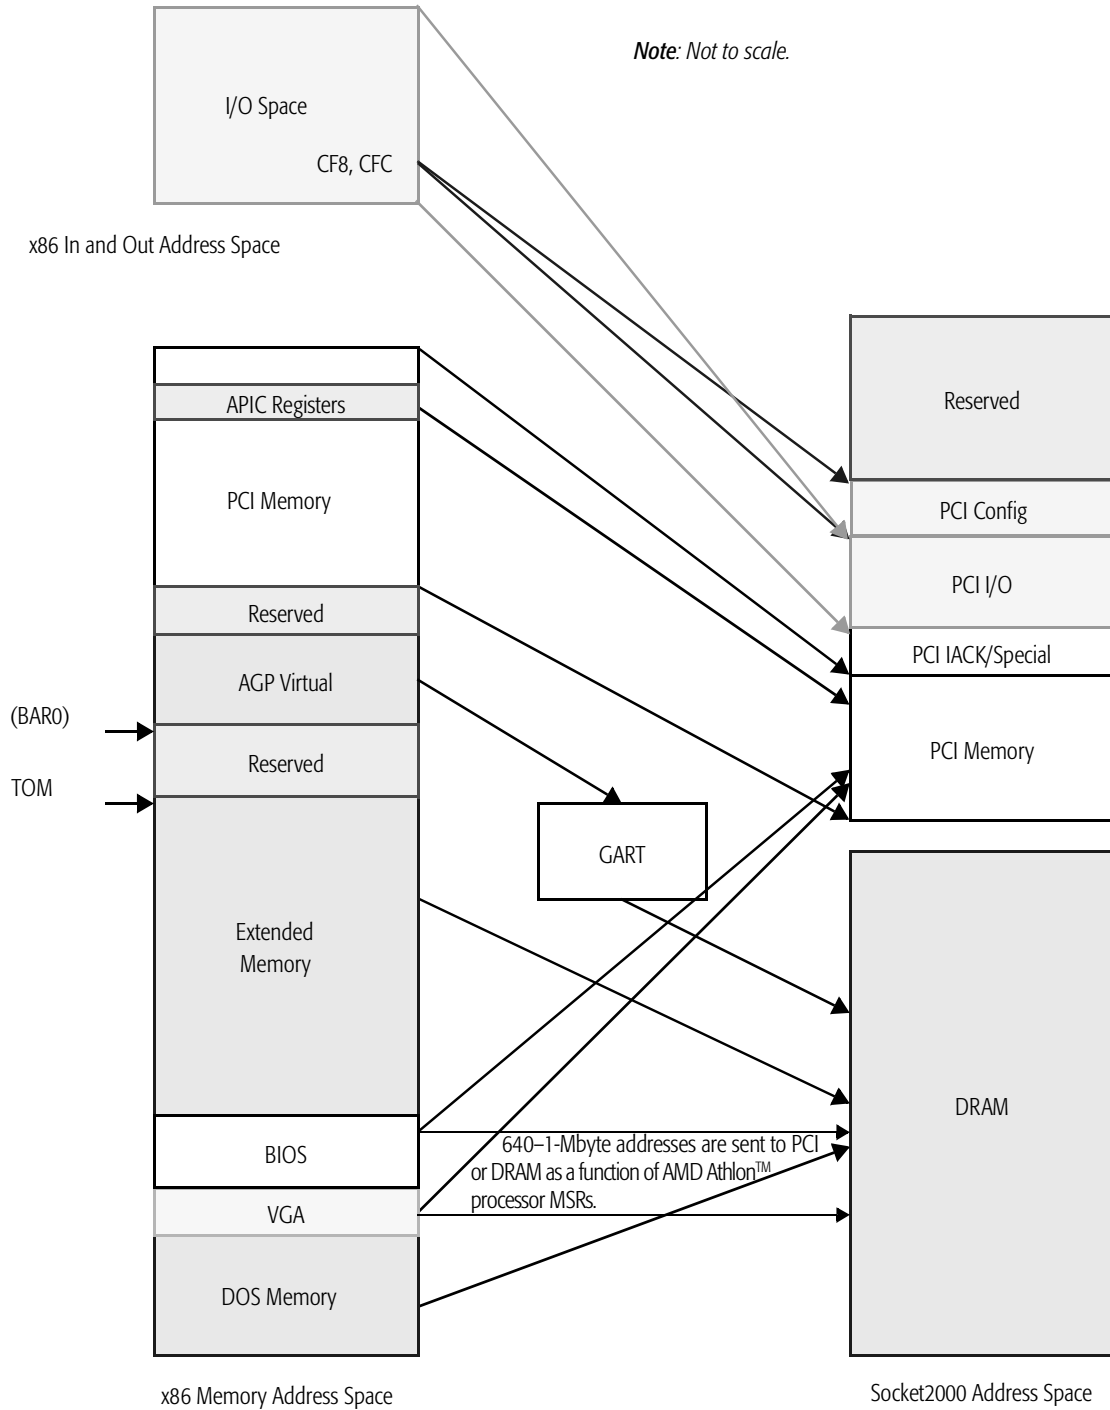 Note: Not to scale.
I/O Space
CF8, CFC
x86 In and Out Address Space
APIC Registers
PCI Memory
Reserved
AGP Virtual
(BAR0)
Reserved
TOM
Extended
Memory
BIOS
VGA
DOS Memory
x86 Memory Address Space
GART
640–1-Mbyte addresses are sent to PCI
or DRAM as a function of AMD Athlon™
processor MSRs.
Reserved
PCI Config
PCI I/O
PCI IACK/Special
PCI Memory
DRAM
Socket2000 Address Space